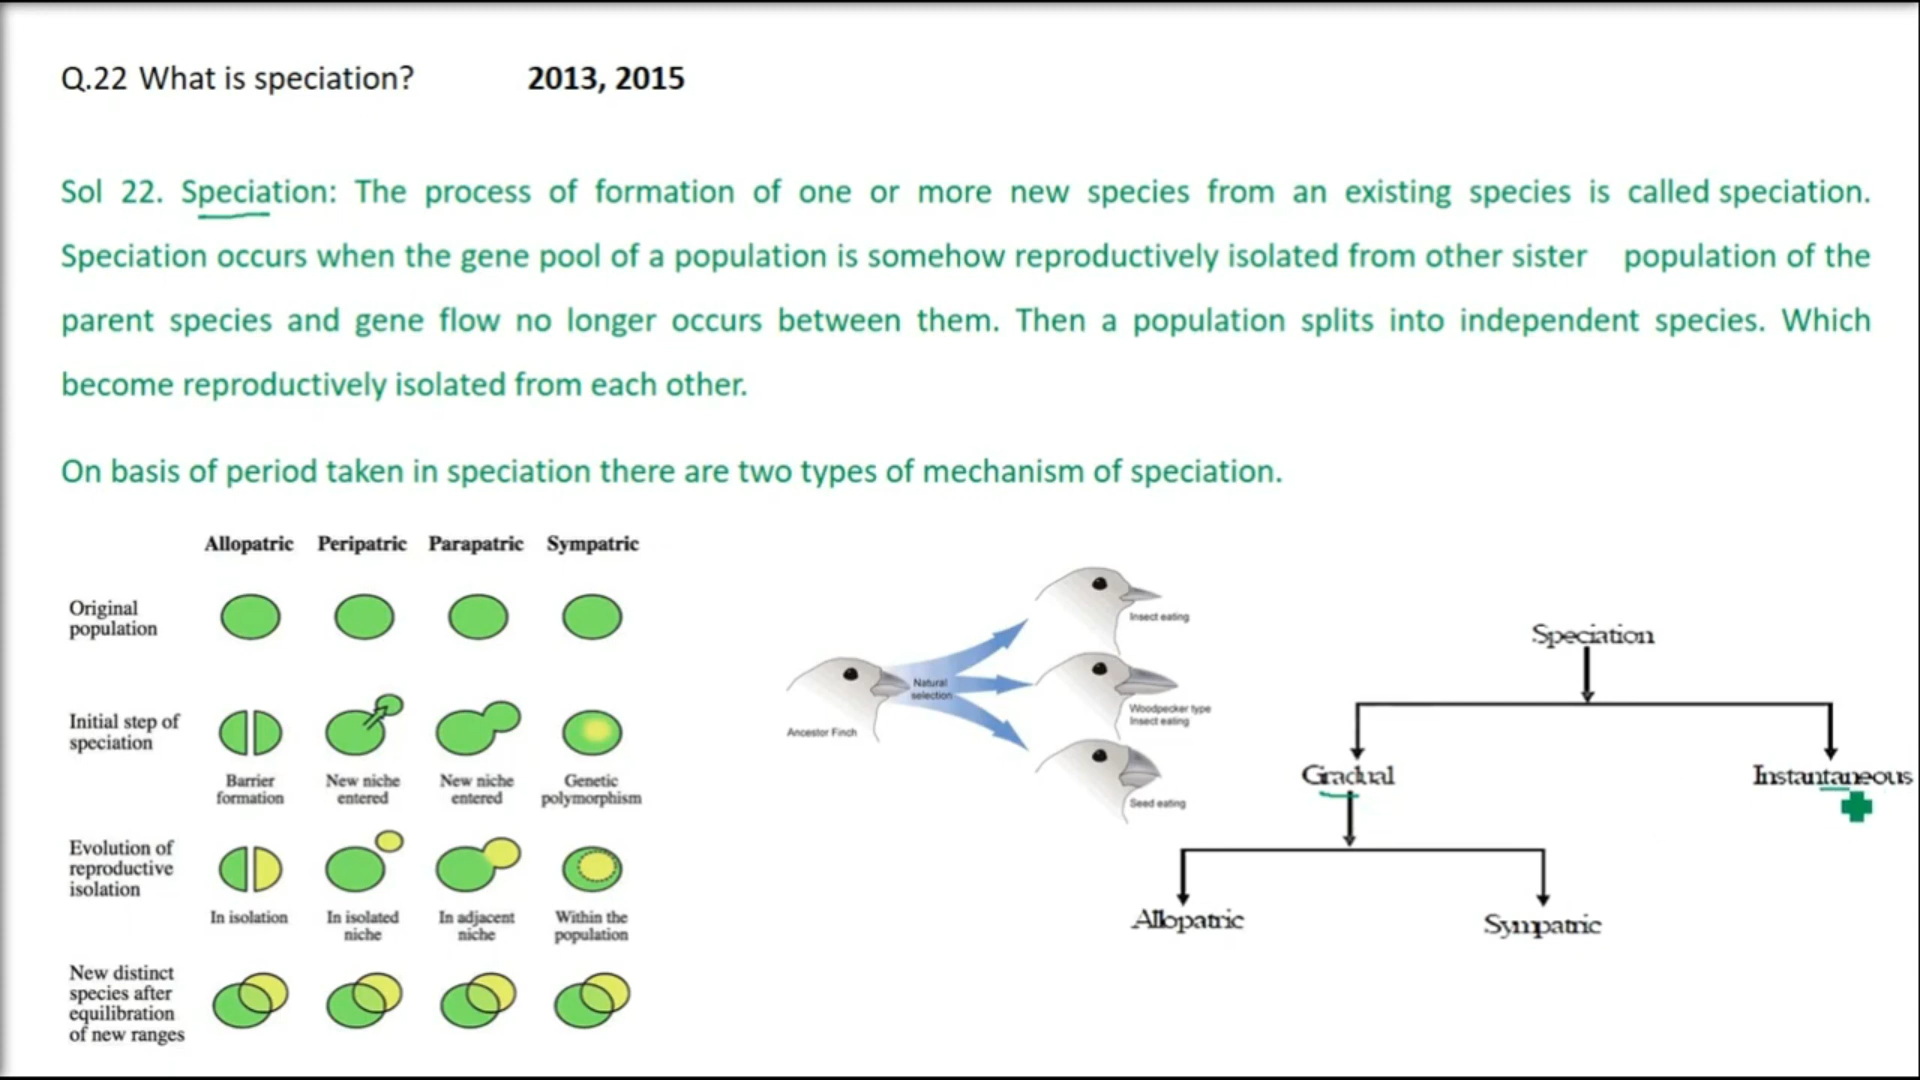 Q.22 What is speciation? 2013, 2015
Sol 22. Speciation: The process of formation of one or more new species from an existing species is called speciation.
Speciation occurs when the gene pool of a population is somehow reproductively isolated from other sister population of the
parent species and gene flow no longer occurs between them. Then a population splits into independent species. Which
become reproductively isolated from each other.
On basis of period taken in speciation there are two types of mechanism of speciation.
Allopatric Peripatric Parapatric Sympatric
Original
population
Initial step of
speciation
Barrier
formation
New niche
entered
New niche
entered
Genetic
polymorphism
Evolution of
reproductive
isolation
In isolation
In isolated
niche
In adjacent
niche
Within the
population
New distinct
species after
equilibration
of new ranges
Ancestor Finch
Natural
selection
Insect eating
Woodpecker type
Insect eating
Seed eating
Speciation
Gradual
Instantaneous
Allopatric
Sympatric